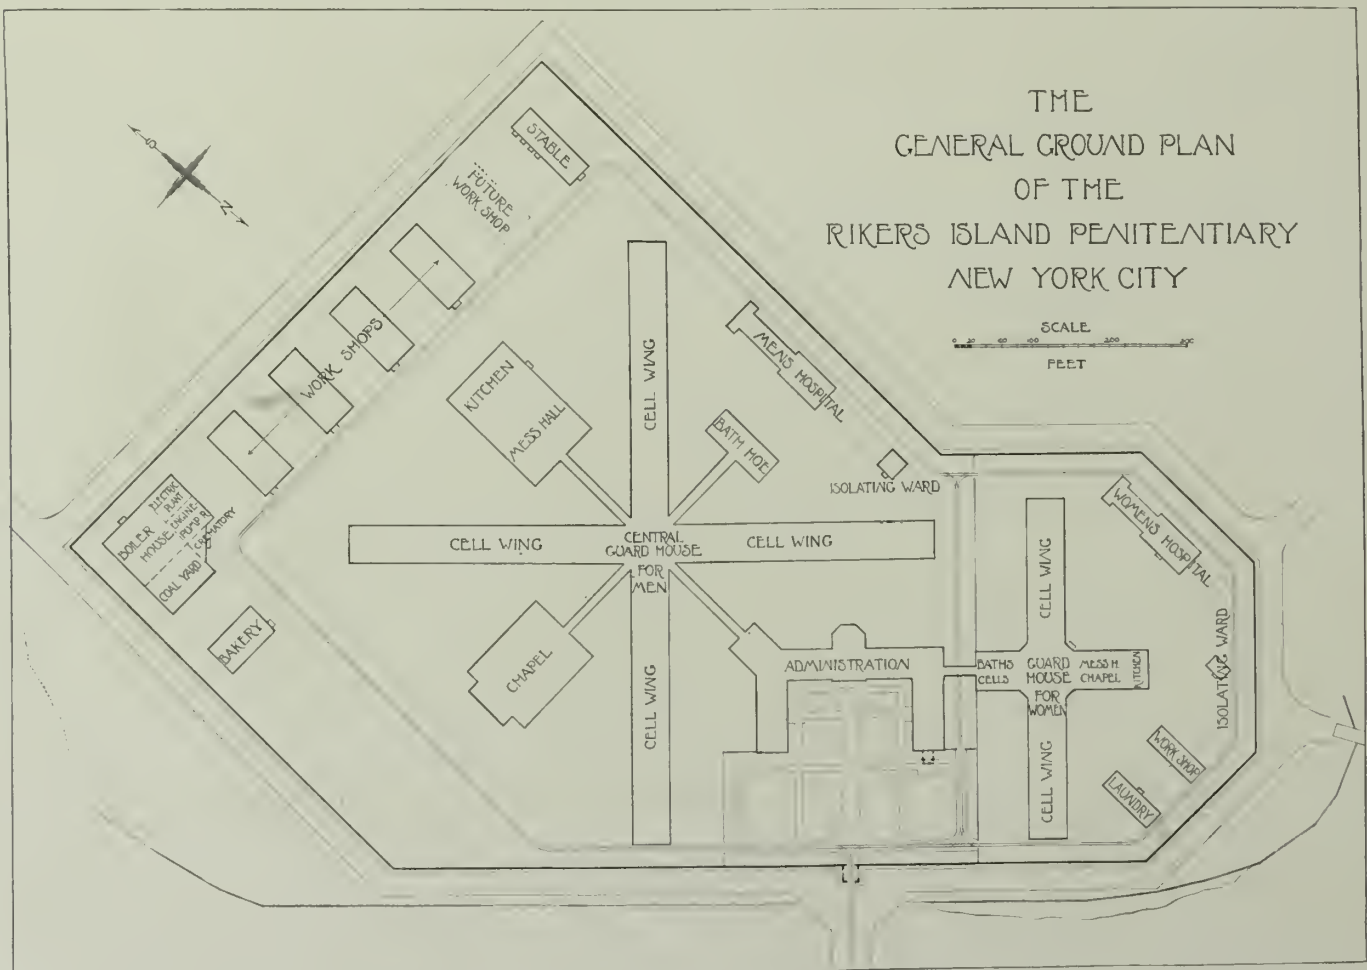 THE
GENERAL GROUND PLAN
OF THE
RIKERS ISLAND PENITENTIARY
NEW YORK CITY
SCALE
FEET
S
N
STABLE
FUTURE
WORK SHOP
WORK SHOPS
KITCHEN
MESS HALL
CELL WING
MENS HOSPITAL
BATH HOE
ISOLATING WARD
ELECTRIC
PLANT
BOILER
HOUSE
ENGINE
PUMP R.
CREMATORY
COAL YARD
BAKERY
CELL WING
CENTRAL
GUARD HOUSE
FOR
MEN
CELL WING
CHAPEL
CELL WING
ADMINISTRATION
WOMENS HOSPITAL
CELL WING
BATHS
CELLS
GUARD
HOUSE
FOR
WOMEN
MESS H.
CHAPEL
KITCHEN
ISOLATING WARD
CELL WING
WORK SHOP
LAUNDRY